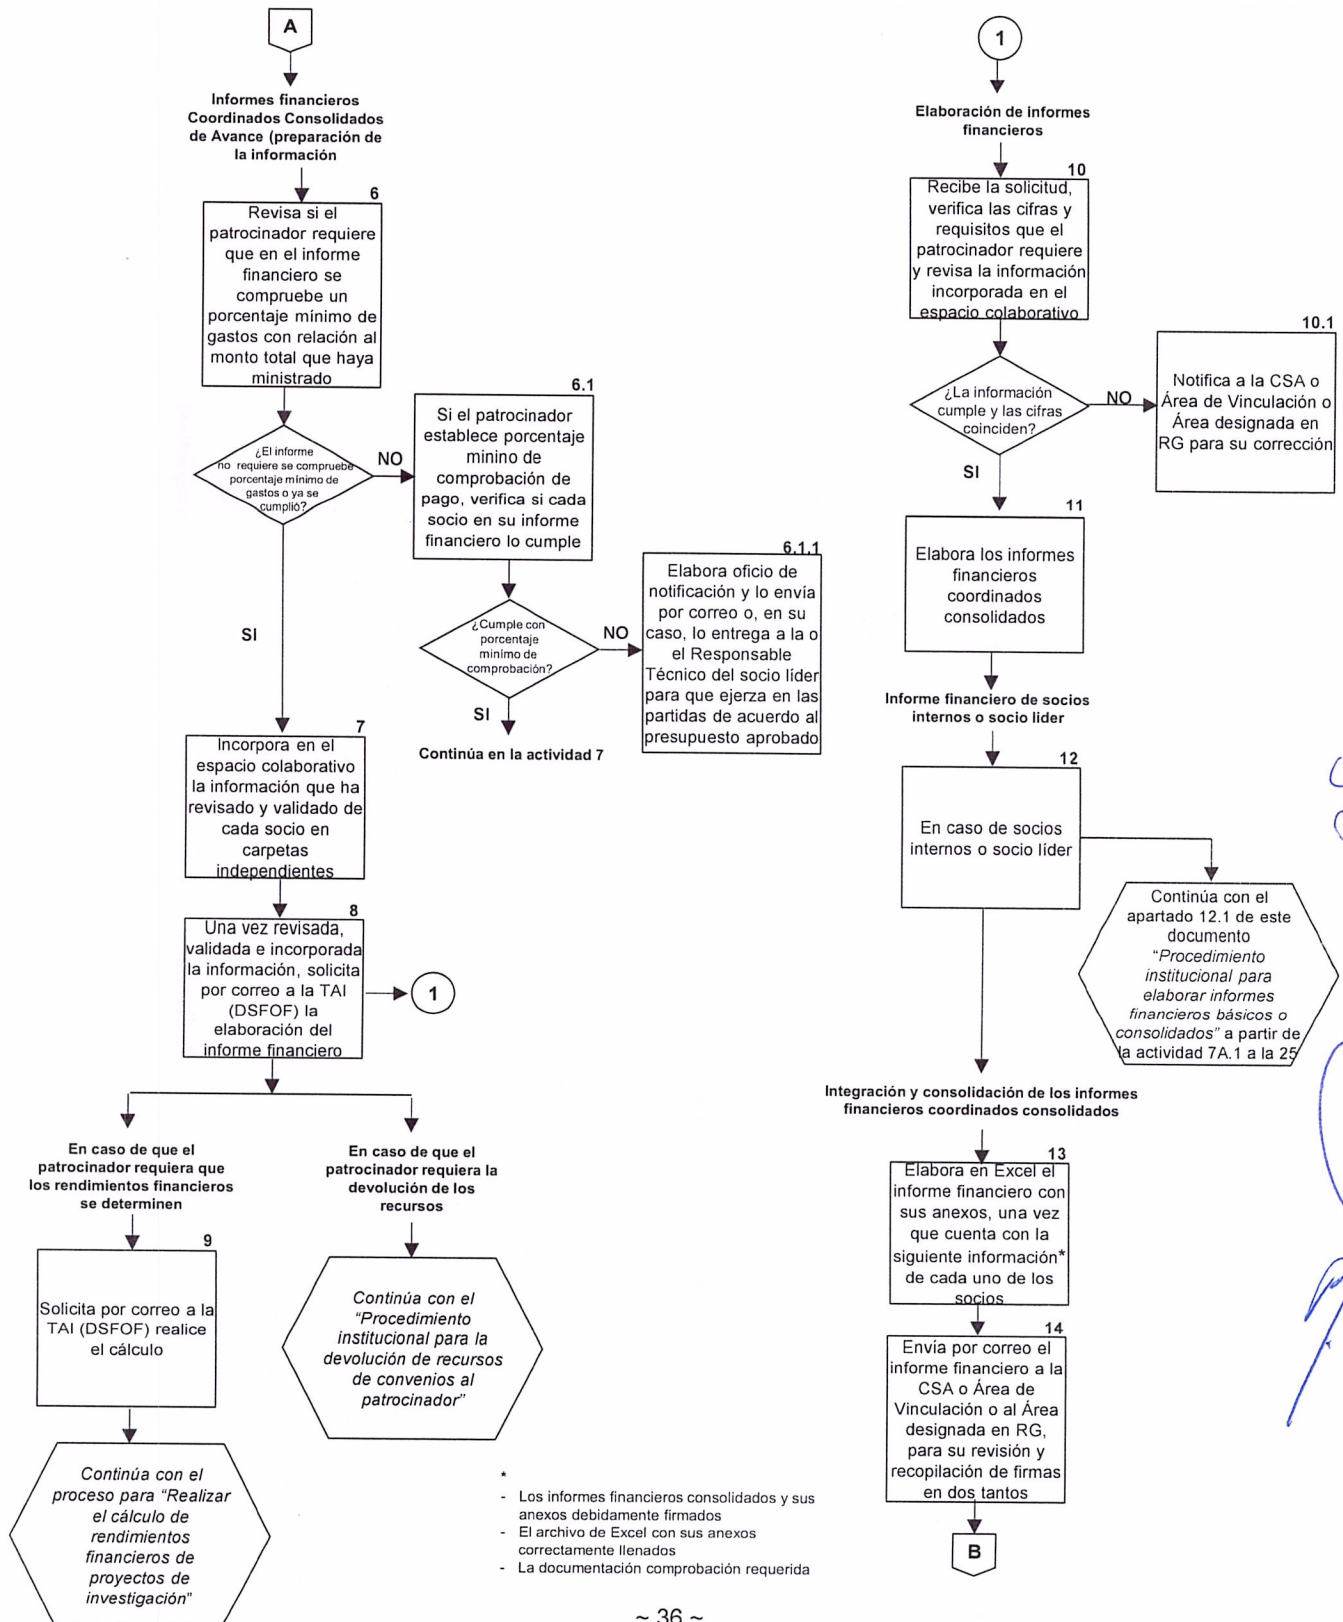 A
Informes financieros
Coordinados Consolidados
de Avance (preparación de
la información
6
Revisa si el
patrocinador requiere
que en el informe
financiero se
compruebe un
porcentaje mínimo de
gastos con relación al
monto total que haya
ministrado
¿El informe
no requiere se compruebe
porcentaje mínimo de
gastos o ya se
cumplió?
NO
SI
6.1
Si el patrocinador
establece porcentaje
minino de
comprobación de
pago, verifica si cada
socio en su informe
financiero lo cumple
¿Cumple con
porcentaje
mínimo de
comprobación?
NO
SI
Continúa en la actividad 7
6.1.1
Elabora oficio de
notificación y lo envía
por correo o, en su
caso, lo entrega a la o
el Responsable
Técnico del socio líder
para que ejerza en las
partidas de acuerdo al
presupuesto aprobado
7
Incorpora en el
espacio colaborativo
la información que ha
revisado y validado de
cada socio en
carpetas
independientes
8
Una vez revisada,
validada e incorporada
la información, solicita
por correo a la TAI
(DSFOF) la
elaboración del
informe financiero
1
En caso de que el
patrocinador requiera que
los rendimientos financieros
se determinen
9
Solicita por correo a la
TAI (DSFOF) realice
el cálculo
Continúa con el
proceso para “Realizar
el cálculo de
rendimientos
financieros de
proyectos de
investigación”
En caso de que el
patrocinador requiera la
devolución de los
recursos
Continúa con el
“Procedimiento
institucional para la
devolución de recursos
de convenios al
patrocinador”
*
- Los informes financieros consolidados y sus
anexos debidamente firmados
- El archivo de Excel con sus anexos
correctamente llenados
- La documentación comprobación requerida
1
Elaboración de informes
financieros
10
Recibe la solicitud,
verifica las cifras y
requisitos que el
patrocinador requiere
y revisa la información
incorporada en el
espacio colaborativo
¿La información
cumple y las cifras
coinciden?
NO
SI
10.1
Notifica a la CSA o
Área de Vinculación o
Área designada en
RG para su corrección
11
Elabora los informes
financieros
coordinados
consolidados
Informe financiero de socios
internos o socio lider
12
En caso de socios
internos o socio líder
Continúa con el
apartado 12.1 de este
documento
“Procedimiento
institucional para
elaborar informes
financieros básicos o
consolidados” a partir de
la actividad 7A.1 a la 25
Integración y consolidación de los informes
financieros coordinados consolidados
13
Elabora en Excel el
informe financiero con
sus anexos, una vez
que cuenta con la
siguiente información*
de cada uno de los
socios
14
Envía por correo el
informe financiero a la
CSA o Área de
Vinculación o al Área
designada en RG,
para su revisión y
recopilación de firmas
en dos tantos
B
~ 36 ~